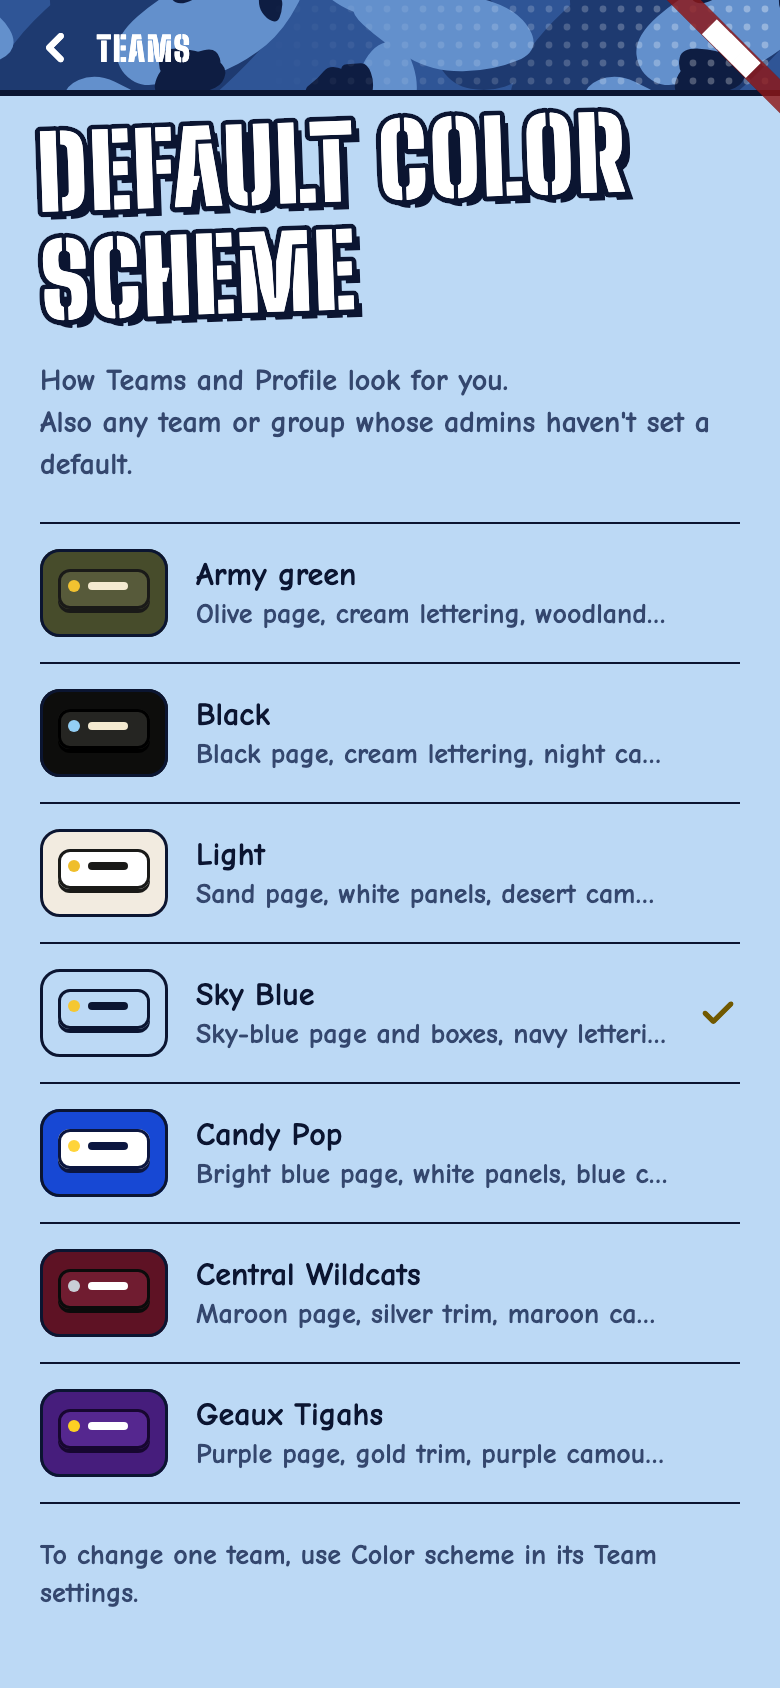 TEAMS
DEFAULT COLOR
SCHEME
How Teams and Profile look for you.
Also any team or group whose admins haven't set a
default.
Army green
Olive page, cream lettering, woodland...
Black
Black page, cream lettering, night ca...
Light
Sand page, white panels, desert cam...
Sky Blue
Sky-blue page and boxes, navy letteri...
Candy Pop
Bright blue page, white panels, blue c...
Central Wildcats
Maroon page, silver trim, maroon ca...
Geaux Tigahs
Purple page, gold trim, purple camou...
To change one team, use Color scheme in its Team
settings.